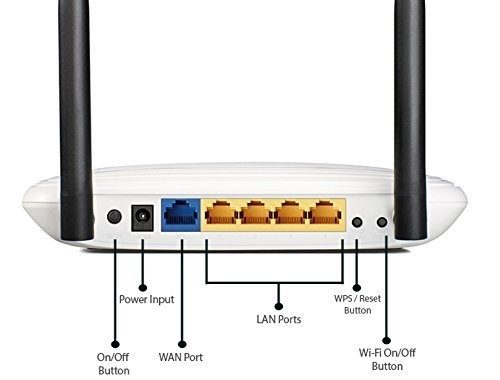 Power Input
LAN Ports
WPS / Reset
Button
On/Off
Button
WAN Port
Wi-Fi On/Off
Button